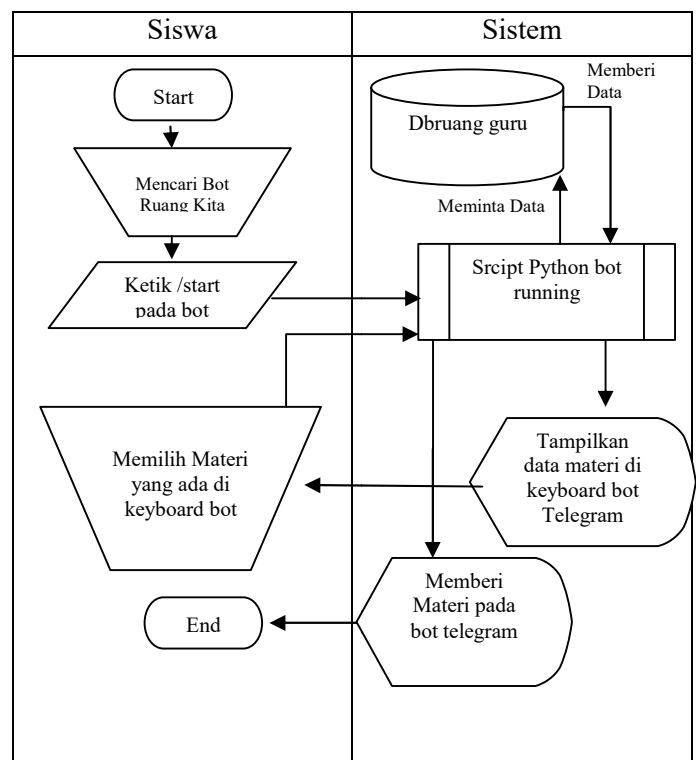 Siswa
Sistem
Start
Mencari Bot
Ruang Kita
Ketik /start
pada bot
Memberi
Data
Dbruang guru
Meminta Data
Srcipt Python bot
running
Tampilkan
data materi di
keyboard bot
Telegram
Memilih Materi
yang ada di
keyboard bot
Memberi
Materi pada
bot telegram
End